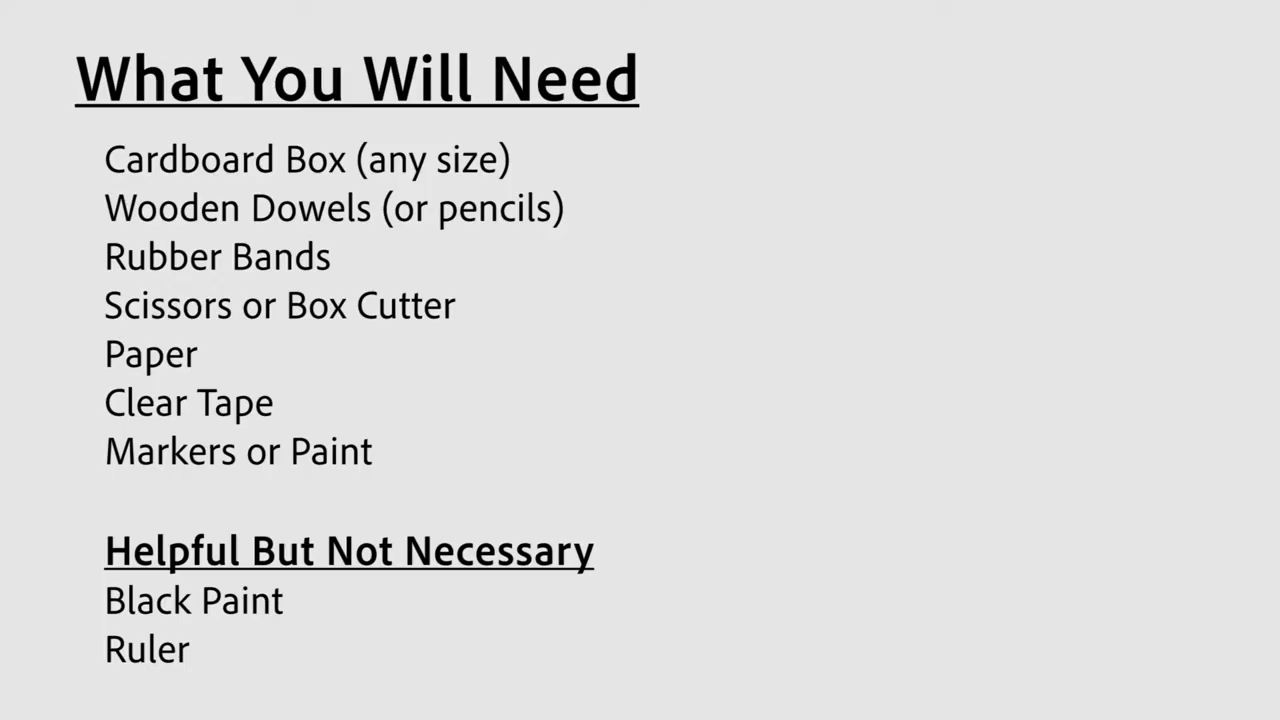 What You Will Need
Cardboard Box (any size)
Wooden Dowels (or pencils)
Rubber Bands
Scissors or Box Cutter
Paper
Clear Tape
Markers or Paint
Helpful But Not Necessary
Black Paint
Ruler